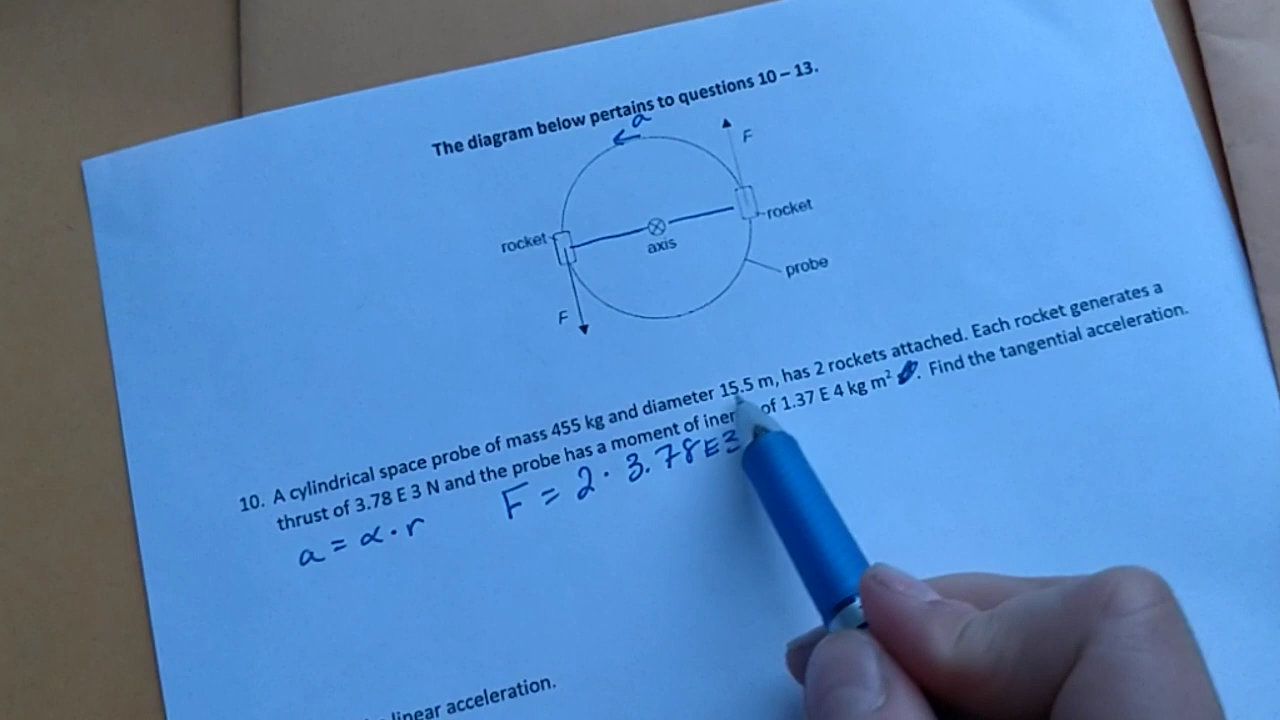 The diagram below pertains to questions 10 – 13.
a
F
rocket
rocket
axis
probe
F
10. A cylindrical space probe of mass 455 kg and diameter 15.5 m, has 2 rockets attached. Each rocket generates a
thrust of 3.78 E 3 N and the probe has a moment of iner of 1.37 E 4 kg m². Find the tangential acceleration.
a = α · r
F = 2 · 3.78E3
linear acceleration.